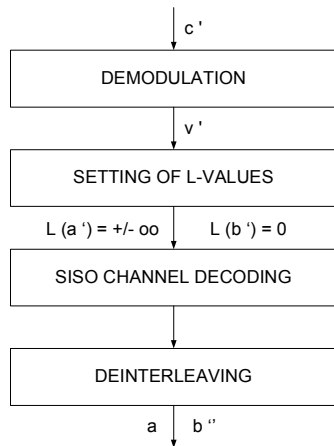 c '
DEMODULATION
v '
SETTING OF L-VALUES
L (a ‘) = +/- oo L (b ‘) = 0
SISO CHANNEL DECODING
DEINTERLEAVING
a b ‘’